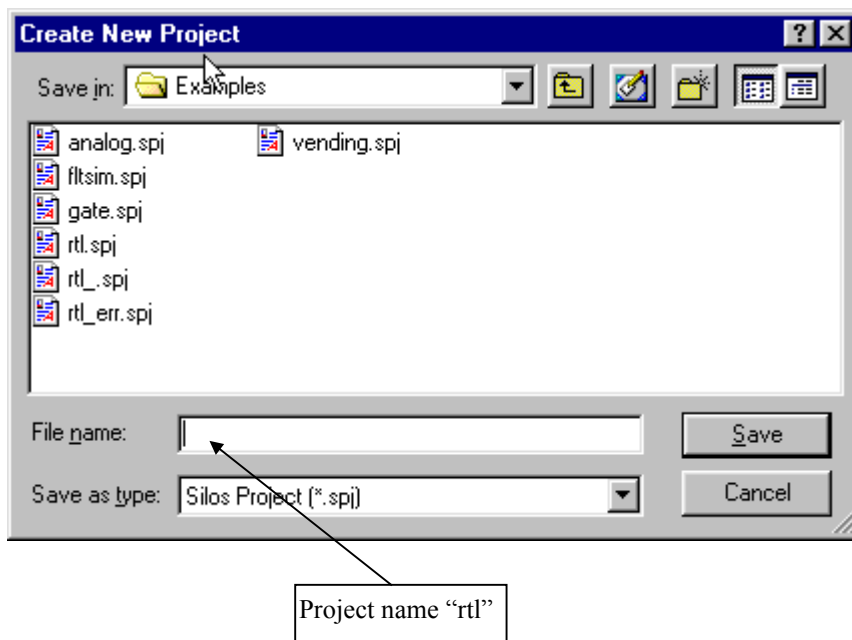 Create New Project
Save in: Examples
analog.spj vending.spj
fltsim.spj
gate.spj
rtl.spj
rtl_.spj
rtl_err.spj
File name: Save
Save as type: Silos Project (*.spj) Cancel
Project name “rtl”